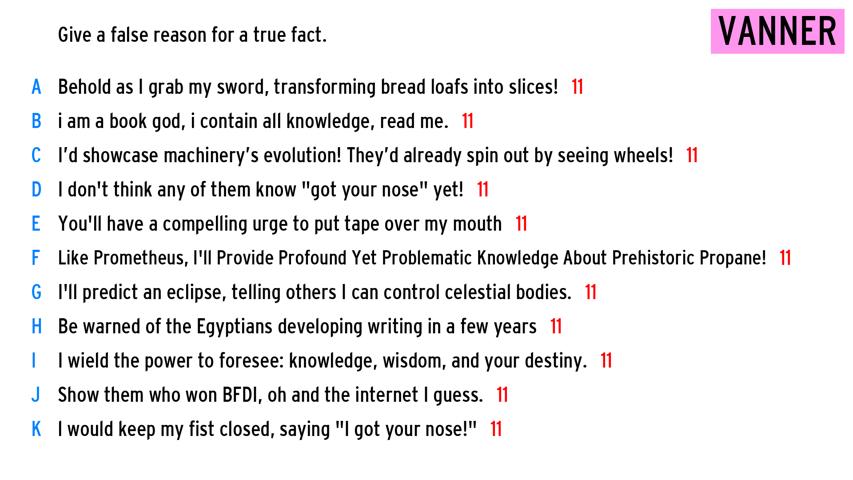 Give a false reason for a true fact.
VANNER
A Behold as I grab my sword, transforming bread loafs into slices! 11
B i am a book god, i contain all knowledge, read me. 11
C I'd showcase machinery's evolution! They'd already spin out by seeing wheels! 11
D I don't think any of them know "got your nose" yet! 11
E You'll have a compelling urge to put tape over my mouth 11
F Like Prometheus, I'll Provide Profound Yet Problematic Knowledge About Prehistoric Propane! 11
G I'll predict an eclipse, telling others I can control celestial bodies. 11
H Be warned of the Egyptians developing writing in a few years 11
I I wield the power to foresee: knowledge, wisdom, and your destiny. 11
J Show them who won BFDI, oh and the internet I guess. 11
K I would keep my fist closed, saying "I got your nose!" 11